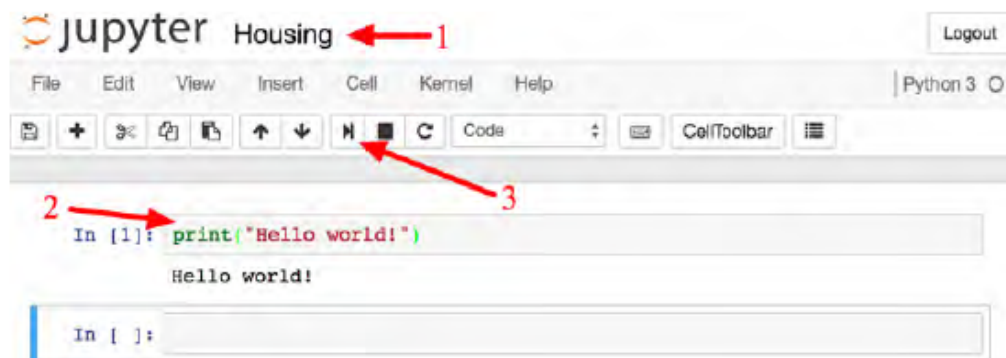 jupyter Housing 1 Logout
File Edit View Insert Cell Kernel Help Python 3
Code CellToolbar
3
2
In [1]: print("Hello world!")
Hello world!
In [ ]: